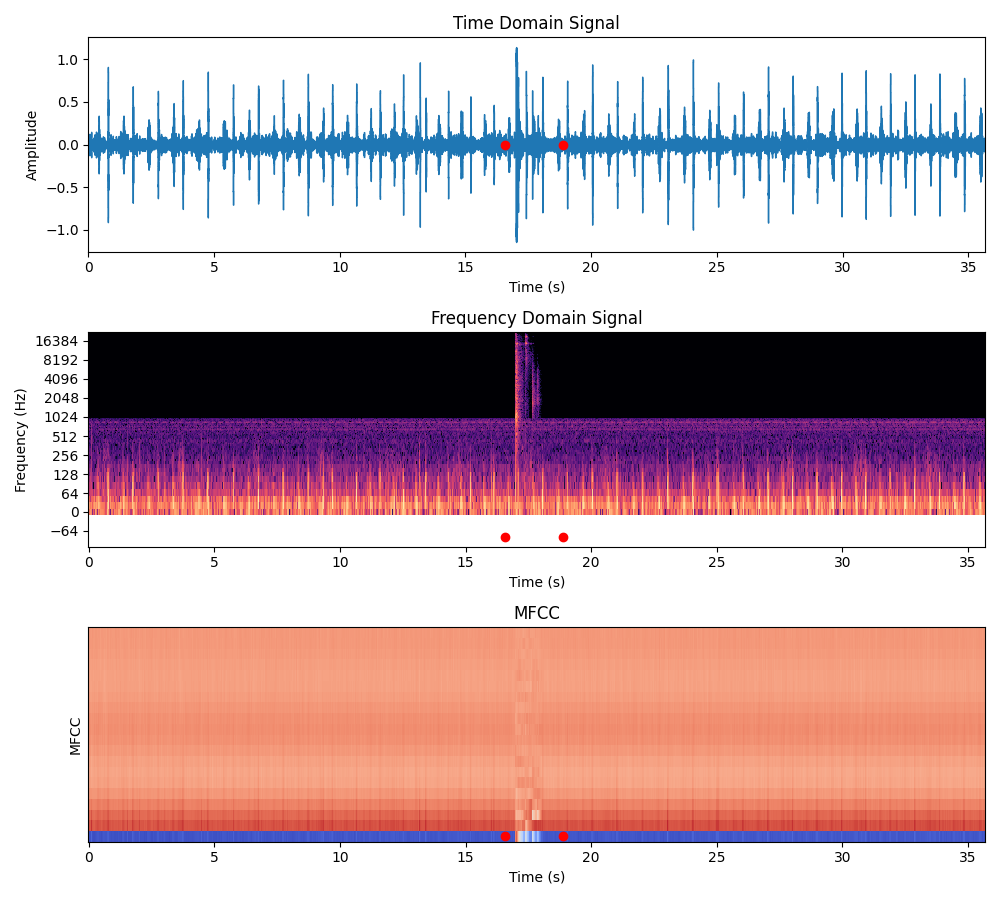 Time Domain Signal
1.0
0.5
0.0
−0.5
−1.0
Amplitude
0 5 10 15 20 25 30 35
Time (s)
Frequency Domain Signal
16384
8192
4096
2048
1024
512
256
128
64
0
−64
Frequency (Hz)
0 5 10 15 20 25 30 35
Time (s)
MFCC
MFCC
0 5 10 15 20 25 30 35
Time (s)